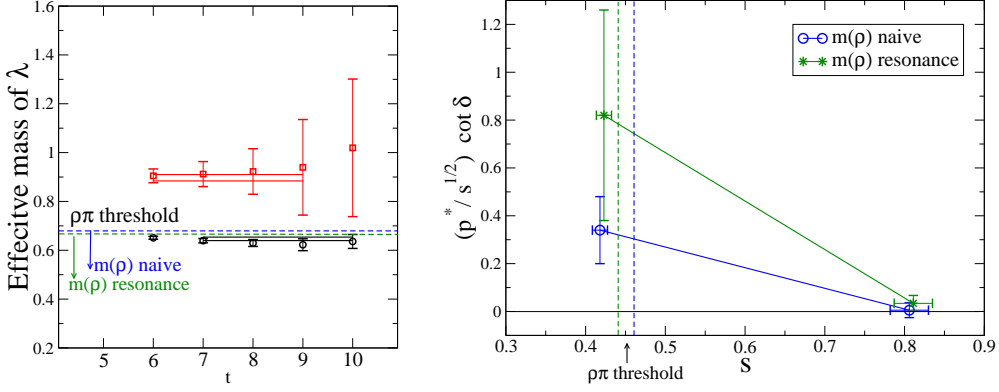 Effecitve mass of λ
1.6
1.4
1.2
1
0.8
0.6
0.4
0.2
ρπ threshold
m(ρ) naive
m(ρ) resonance
5 6 7 8 9 10
t
(p* / s^1/2) cot δ
1.2
1
0.8
0.6
0.4
0.2
0
m(ρ) naive
m(ρ) resonance
0.3 0.4 0.5 0.6 0.7 0.8 0.9
ρπ threshold
s